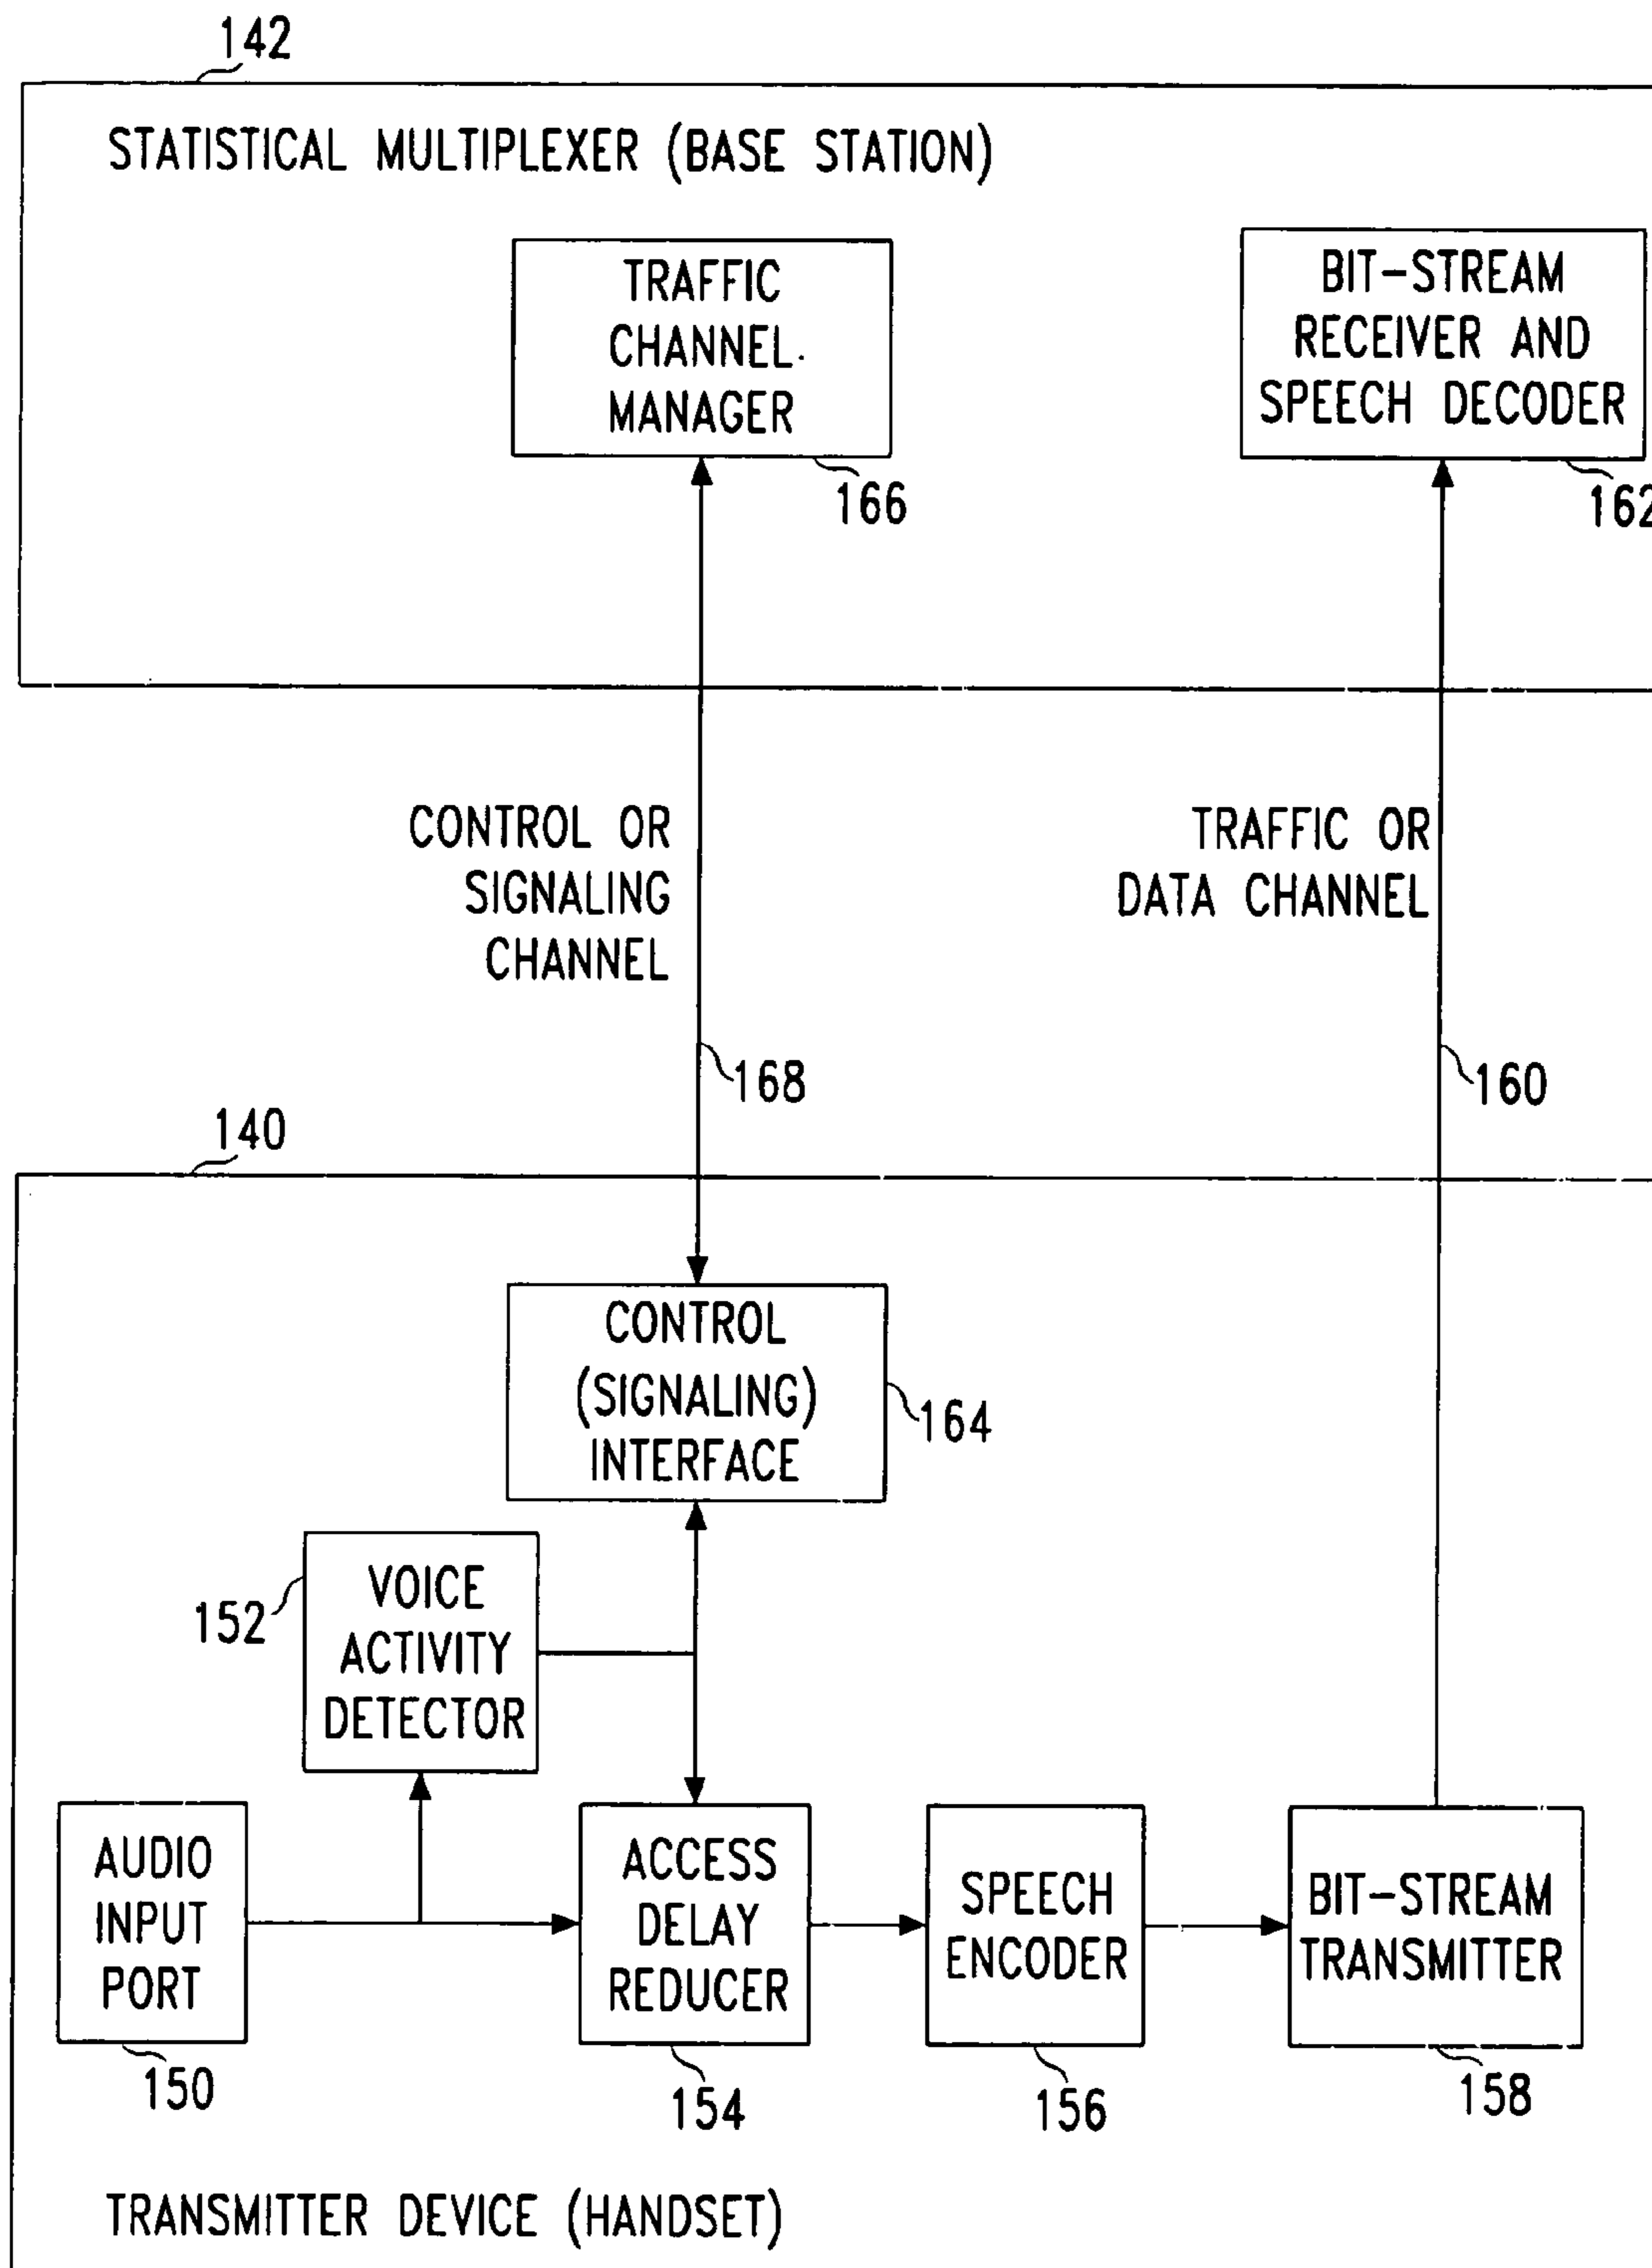 142
STATISTICAL MULTIPLEXER (BASE STATION)
TRAFFIC
CHANNEL
MANAGER
166
BIT-STREAM
RECEIVER AND
SPEECH DECODER
162
CONTROL OR
SIGNALING
CHANNEL
168
TRAFFIC OR
DATA CHANNEL
160
140
CONTROL
(SIGNALING)
INTERFACE
164
VOICE
ACTIVITY
DETECTOR
152
AUDIO
INPUT
PORT
150
ACCESS
DELAY
REDUCER
154
SPEECH
ENCODER
156
BIT-STREAM
TRANSMITTER
158
TRANSMITTER DEVICE (HANDSET)